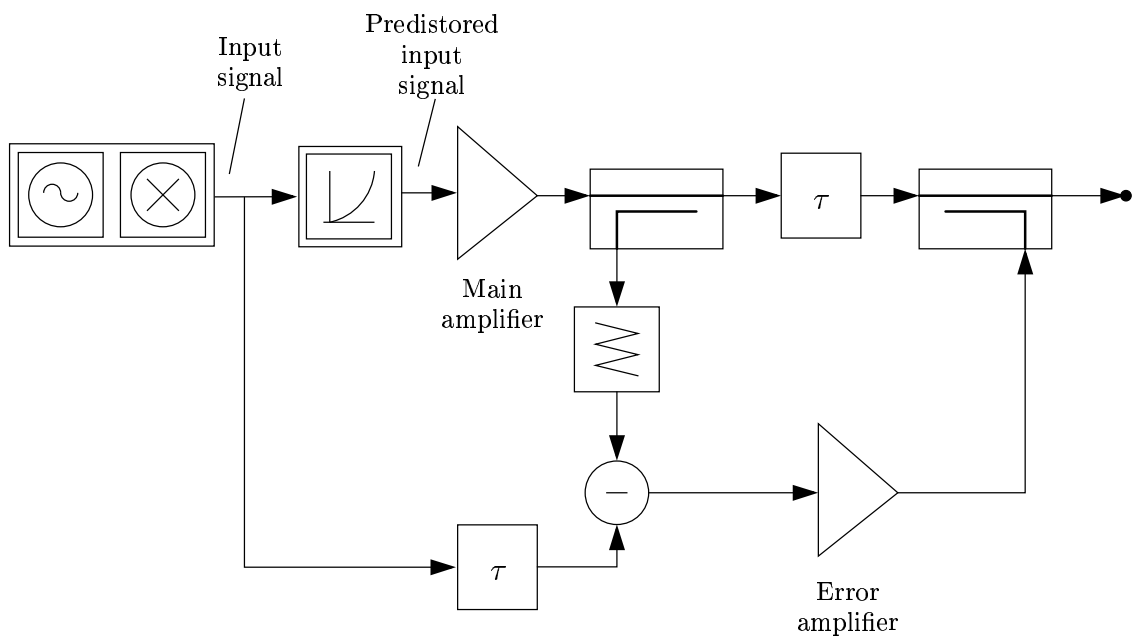 Input
signal
Predistored
input
signal
Main
amplifier
τ
τ
Error
amplifier